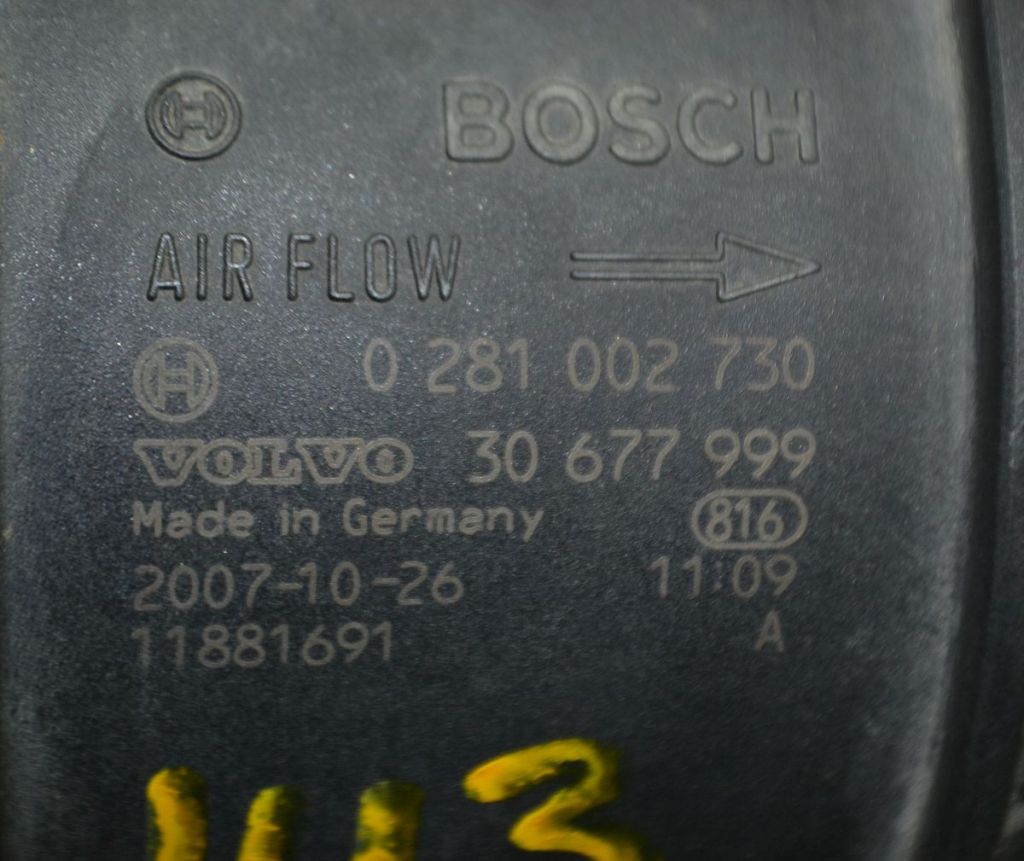 BOSCH
AIR FLOW
0 281 002 730
VOLVO 30 677 999
Made in Germany 816
2007-10-26 11:09
11881691 A